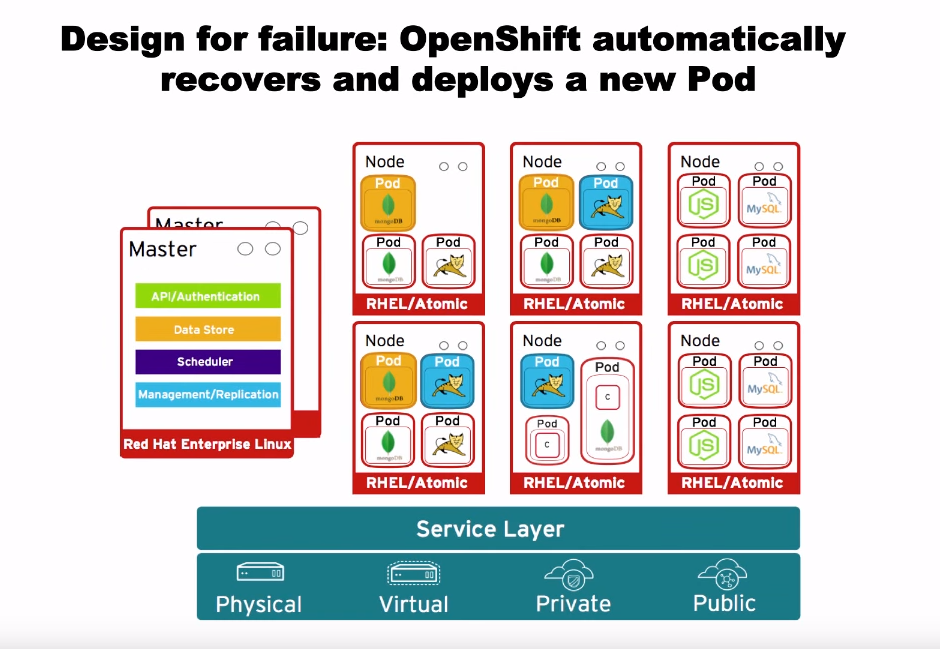 Design for failure: OpenShift automatically
recovers and deploys a new Pod
Master
Master
API/Authentication
Data Store
Scheduler
Management/Replication
Red Hat Enterprise Linux
Node
Pod
mongoDB
Pod
Pod
mongoDB
RHEL/Atomic
Node
Pod
Pod
mongoDB
Pod
Pod
mongoDB
RHEL/Atomic
Node
Pod
Pod
JS
MySQL
Pod
Pod
JS
MySQL
RHEL/Atomic
Node
Pod
Pod
mongoDB
Pod
Pod
mongoDB
RHEL/Atomic
Node
Pod
Pod
C
Pod
C
mongoDB
RHEL/Atomic
Node
Pod
Pod
JS
MySQL
Pod
Pod
JS
MySQL
RHEL/Atomic
Service Layer
Physical
Virtual
Private
Public